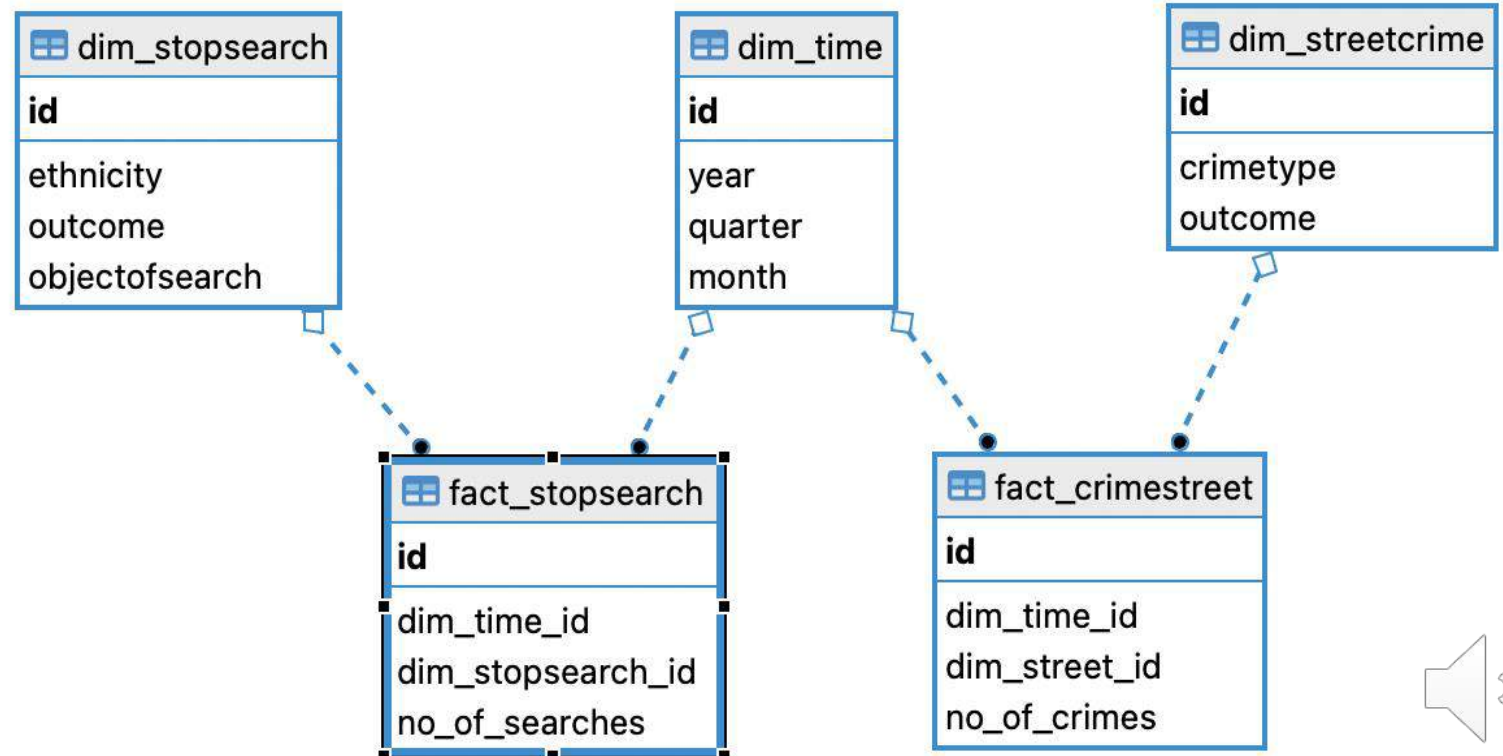 dim_stopsearch
id
ethnicity
outcome
objectofsearch
dim_time
id
year
quarter
month
dim_streetcrime
id
crimetype
outcome
fact_stopsearch
id
dim_time_id
dim_stopsearch_id
no_of_searches
fact_crimestreet
id
dim_time_id
dim_street_id
no_of_crimes